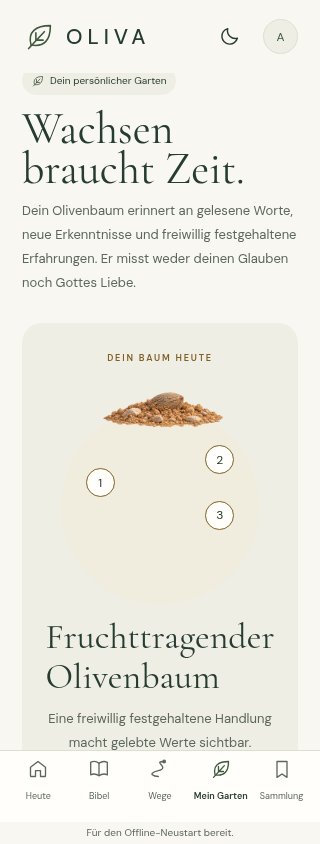 OLIVA
A
Dein persönlicher Garten
Wachsen
braucht Zeit.
Dein Olivenbaum erinnert an gelesene Worte,
neue Erkenntnisse und freiwillig festgehaltene
Erfahrungen. Er misst weder deinen Glauben
noch Gottes Liebe.
DEIN BAUM HEUTE
2
1
3
Fruchttragender
Olivenbaum
Eine freiwillig festgehaltene Handlung
macht gelebte Werte sichtbar.
Heute
Bibel
Wege
Mein Garten
Sammlung
Für den Offline-Neustart bereit.